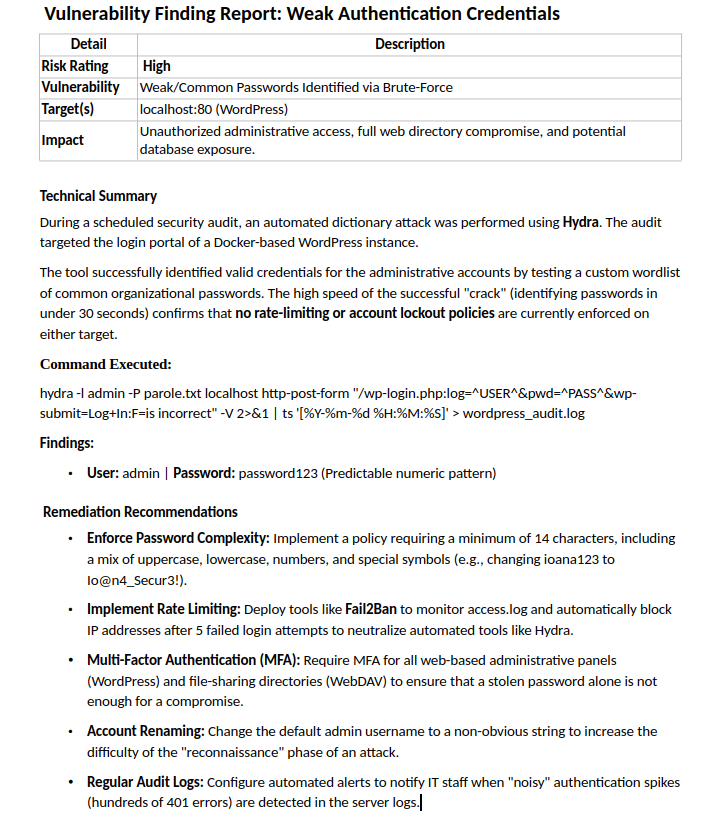 Vulnerability Finding Report: Weak Authentication Credentials
Detail Description
Risk Rating High
Vulnerability Weak/Common Passwords Identified via Brute-Force
Target(s) localhost:80 (WordPress)
Impact Unauthorized administrative access, full web directory compromise, and potential
database exposure.
Technical Summary
During a scheduled security audit, an automated dictionary attack was performed using Hydra. The audit
targeted the login portal of a Docker-based WordPress instance.
The tool successfully identified valid credentials for the administrative accounts by testing a custom wordlist
of common organizational passwords. The high speed of the successful "crack" (identifying passwords in
under 30 seconds) confirms that no rate-limiting or account lockout policies are currently enforced on
either target.
Command Executed:
hydra -l admin -P parole.txt localhost http-post-form "/wp-login.php:log=^USER^&pwd=^PASS^&wp-
submit=Log+In:F=is incorrect" -V 2>&1 | ts '[%Y-%m-%d %H:%M:%S]' > wordpress_audit.log
Findings:
• User: admin | Password: password123 (Predictable numeric pattern)
Remediation Recommendations
• Enforce Password Complexity: Implement a policy requiring a minimum of 14 characters, including
a mix of uppercase, lowercase, numbers, and special symbols (e.g., changing ioana123 to
Io@n4_Secur3!).
• Implement Rate Limiting: Deploy tools like Fail2Ban to monitor access.log and automatically block
IP addresses after 5 failed login attempts to neutralize automated tools like Hydra.
• Multi-Factor Authentication (MFA): Require MFA for all web-based administrative panels
(WordPress) and file-sharing directories (WebDAV) to ensure that a stolen password alone is not
enough for a compromise.
• Account Renaming: Change the default admin username to a non-obvious string to increase the
difficulty of the "reconnaissance" phase of an attack.
• Regular Audit Logs: Configure automated alerts to notify IT staff when "noisy" authentication spikes
(hundreds of 401 errors) are detected in the server logs.